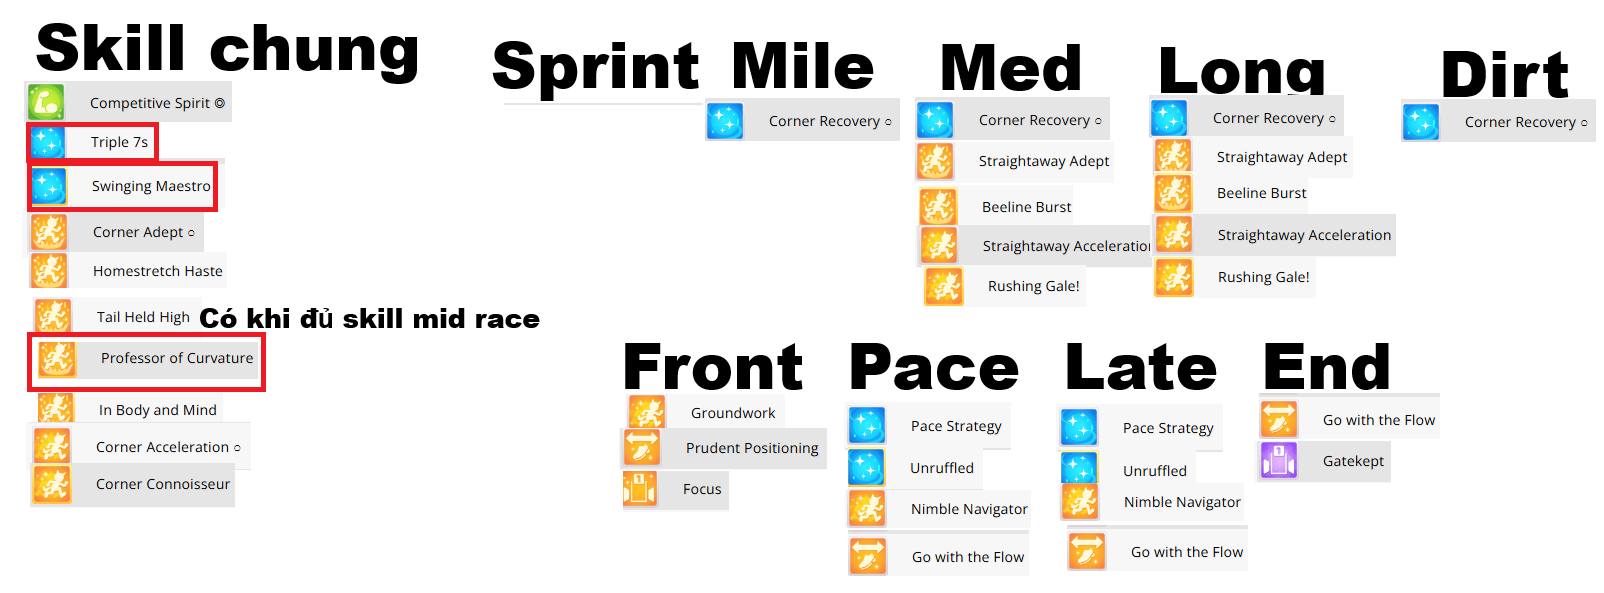 Skill chung
Competitive Spirit ◎
Triple 7s
Swinging Maestro
Corner Adept ○
Homestretch Haste
Tail Held High
Có khi đủ skill mid race
Professor of Curvature
In Body and Mind
Corner Acceleration ○
Corner Connoisseur
Sprint
Mile
Corner Recovery ○
Med
Corner Recovery ○
Straightaway Adept
Beeline Burst
Straightaway Acceleration
Rushing Gale!
Long
Corner Recovery ○
Straightaway Adept
Beeline Burst
Straightaway Acceleration
Rushing Gale!
Dirt
Corner Recovery ○
Front
Groundwork
Prudent Positioning
Focus
Pace
Pace Strategy
Unruffled
Nimble Navigator
Go with the Flow
Late
Pace Strategy
Unruffled
Nimble Navigator
Go with the Flow
End
Go with the Flow
Gatekept